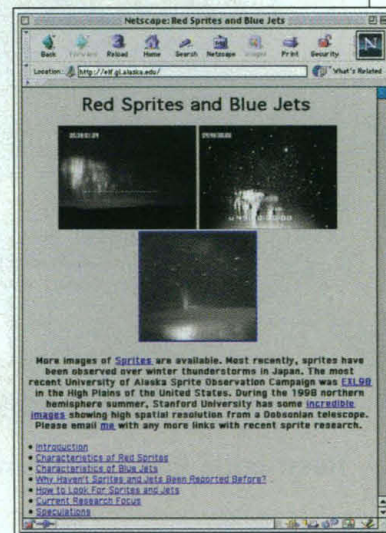 Netscape: Red Sprites and Blue Jets
Back Forward Reload Home Search Netscape Images Print Security
Location: http://elf.gi.alaska.edu/ What's Related
Red Sprites and Blue Jets
More images of Sprites are available. Most recently, sprites have
been observed over winter thunderstorms in Japan. The most
recent University of Alaska Sprite Observation Campaign was EXL98
in the High Plains of the United States. During the 1998 northern
hemisphere summer, Stanford University has some incredible
images showing high spatial resolution from a Dobsonian telescope.
Please email me with any more links with recent sprite research.
• Introduction
• Characteristics of Red Sprites
• Characteristics of Blue Jets
• Why Haven't Sprites and Jets Been Reported Before?
• How to Look For Sprites and Jets
• Current Research Focus
• Speculations